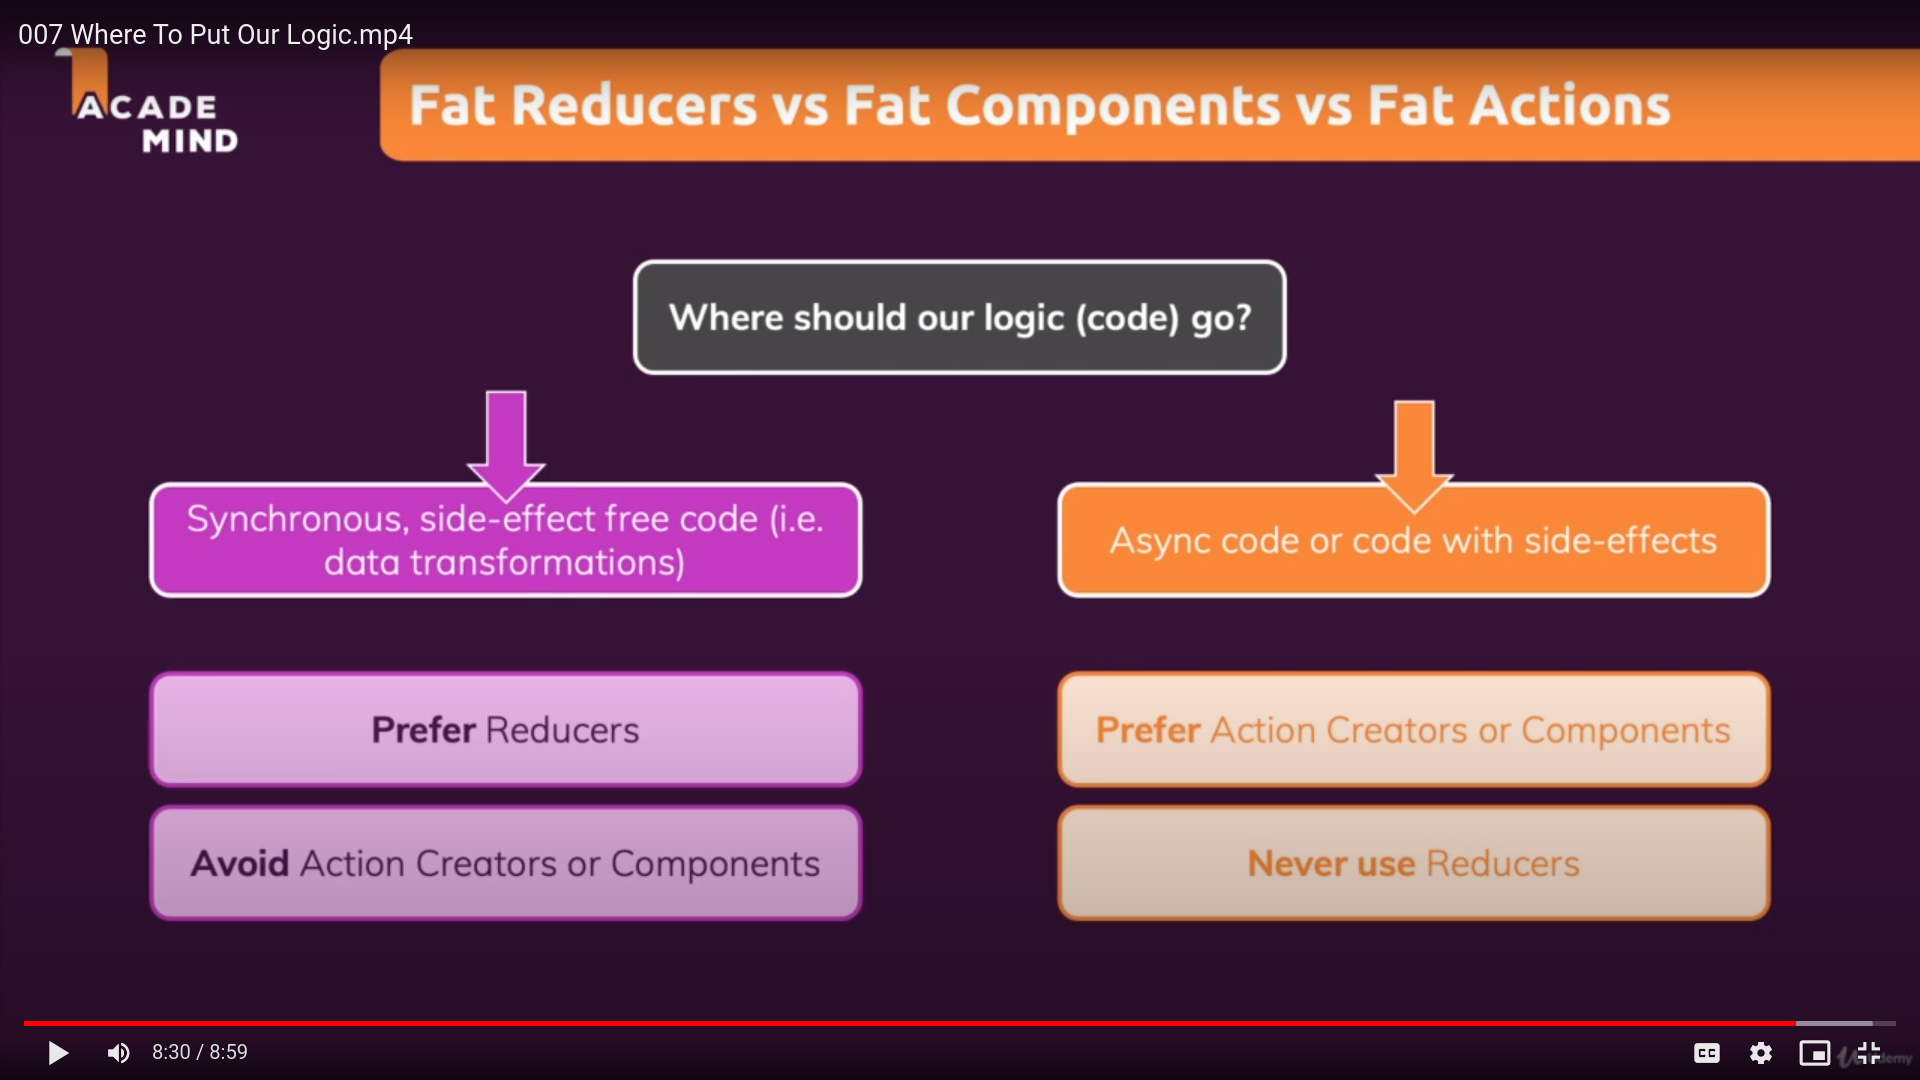 007 Where To Put Our Logic.mp4
ACADE
MIND
Fat Reducers vs Fat Components vs Fat Actions
Where should our logic (code) go?
Synchronous, side-effect free code (i.e.
data transformations)
Async code or code with side-effects
Prefer Reducers
Prefer Action Creators or Components
Avoid Action Creators or Components
Never use Reducers
8:30 / 8:59
CC